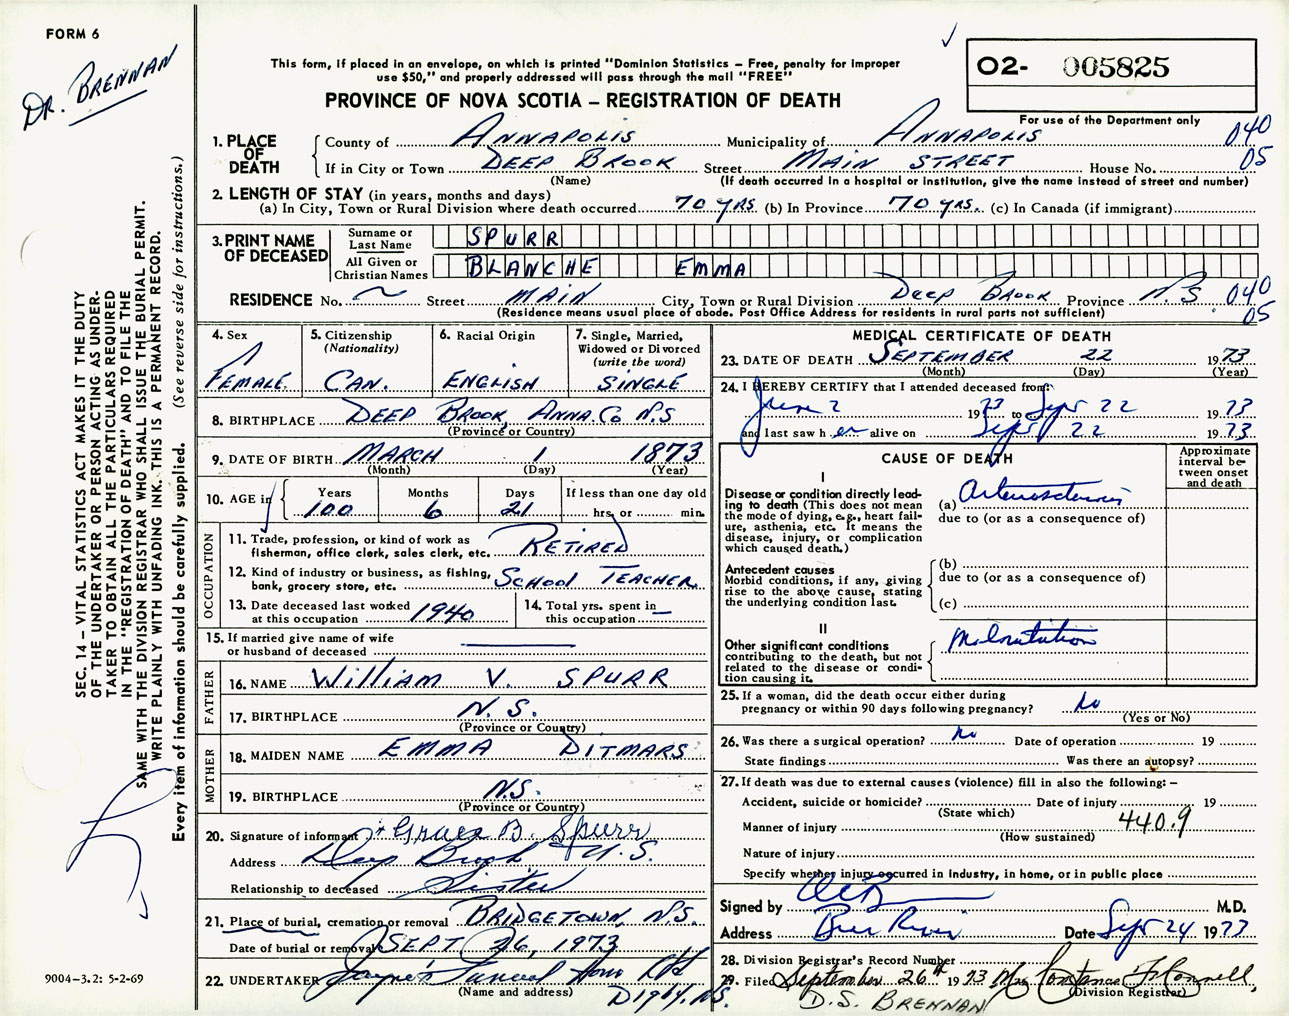 FORM 6
DR. BRENNAN
This form, if placed in an envelope, on which is printed "Dominion Statistics – Free, penalty for improper
use $50," and properly addressed will pass through the mail "FREE"
PROVINCE OF NOVA SCOTIA – REGISTRATION OF DEATH
O2- 005825
For use of the Department only
1. PLACE OF DEATH
County of ANNAPOLIS Municipality of ANNAPOLIS 040
If in City or Town DEEP BROOK Street MAIN STREET House No. 05
(Name) (If death occurred in a hospital or institution, give the name instead of street and number)
2. LENGTH OF STAY (in years, months and days)
(a) In City, Town or Rural Division where death occurred 70 yrs (b) In Province 70 yrs. (c) In Canada (if immigrant)
3. PRINT NAME OF DECEASED
Surname or Last Name SPURR
All Given or Christian Names BLANCHE EMMA
RESIDENCE No. Street MAIN City, Town or Rural Division DEEP BROOK Province N.S 040
(Residence means usual place of abode. Post Office Address for residents in rural parts not sufficient) 05
4. Sex
FEMALE
5. Citizenship
(Nationality)
CAN.
6. Racial Origin
ENGLISH
7. Single, Married,
Widowed or Divorced
(write the word)
SINGLE
8. BIRTHPLACE DEEP BROOK, ANNA. Co N.S
(Province or Country)
9. DATE OF BIRTH MARCH 1 1873
(Month) (Day) (Year)
10. AGE in
Years Months Days If less than one day old
100 6 21 hrs. or min.
OCCUPATION
11. Trade, profession, or kind of work as
fisherman, office clerk, sales clerk, etc. RETIRED
12. Kind of industry or business, as fishing,
bank, grocery store, etc. SCHOOL TEACHER
13. Date deceased last worked
at this occupation 1940
14. Total yrs. spent in
this occupation —
15. If married give name of wife
or husband of deceased
FATHER
16. NAME WILLIAM V. SPURR
17. BIRTHPLACE N.S.
(Province or Country)
MOTHER
18. MAIDEN NAME EMMA DITMARS
19. BIRTHPLACE N.S.
(Province or Country)
20. Signature of informant Grace B. Spurr
Address Deep Brook N.S.
Relationship to deceased Sister
21. Place of burial, cremation or removal BRIDGETOWN, N.S.
Date of burial or removal SEPT 26, 1973
22. UNDERTAKER Jayne's Funeral Home Ltd
(Name and address) Digby. N.S.
MEDICAL CERTIFICATE OF DEATH
23. DATE OF DEATH SEPTEMBER 22 1973
(Month) (Day) (Year)
24. I HEREBY CERTIFY that I attended deceased from:
June 2 1973 to Sept 22 1973
and last saw her alive on Sept 22 1973
CAUSE OF DEATH
Approximate
interval be-
tween onset
and death
I
Disease or condition directly lead-
ing to death (This does not mean
the mode of dying, e.g., heart fail-
ure, asthenia, etc. It means the
disease, injury, or complication
which caused death.)
(a) Arteriosclerosis
due to (or as a consequence of)
Antecedent causes
Morbid conditions, if any, giving
rise to the above cause, stating
the underlying condition last.
(b)
due to (or as a consequence of)
(c)
II
Other significant conditions
contributing to the death, but not
related to the disease or condi-
tion causing it.
Malnutrition
25. If a woman, did the death occur either during
pregnancy or within 90 days following pregnancy? No
(Yes or No)
26. Was there a surgical operation? No Date of operation 19
State findings Was there an autopsy?
27. If death was due to external causes (violence) fill in also the following: –
Accident, suicide or homicide? Date of injury 19
(State which)
Manner of injury 440.9
(How sustained)
Nature of injury
Specify whether injury occurred in industry, in home, or in public place
Signed by M.D.
Address Bear River Date Sept 24 1973
28. Division Registrar's Record Number
29. Filed September 26th 1973 Mrs Constance F Connell,
(Division Registrar)
D.S. BRENNAN
SEC. 14 – VITAL STATISTICS ACT MAKES IT THE DUTY
OF THE UNDERTAKER OR PERSON ACTING AS UNDER-
TAKER TO OBTAIN ALL THE PARTICULARS REQUIRED
IN THE "REGISTRATION OF DEATH" AND TO FILE THE
SAME WITH THE DIVISION REGISTRAR WHO SHALL ISSUE THE BURIAL PERMIT.
WRITE PLAINLY WITH UNFADING INK. THIS IS A PERMANENT RECORD.
Every item of information should be carefully supplied. (See reverse side for instructions.)
9004–3.2: 5-2-69